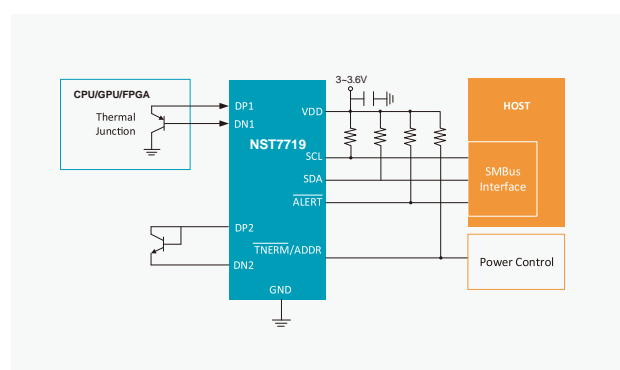 3~3.6V
CPU/GPU/FPGA
Thermal
Junction
DP1
DN1
NST7719
VDD
SCL
SDA
ALERT
DP2
DN2
TNERM/ADDR
GND
HOST
SMBus
Interface
Power Control